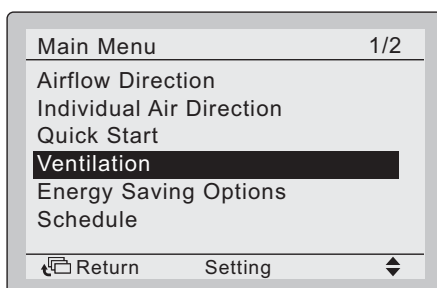 Main Menu 1/2
Airflow Direction
Individual Air Direction
Quick Start
Ventilation
Energy Saving Options
Schedule
Return Setting